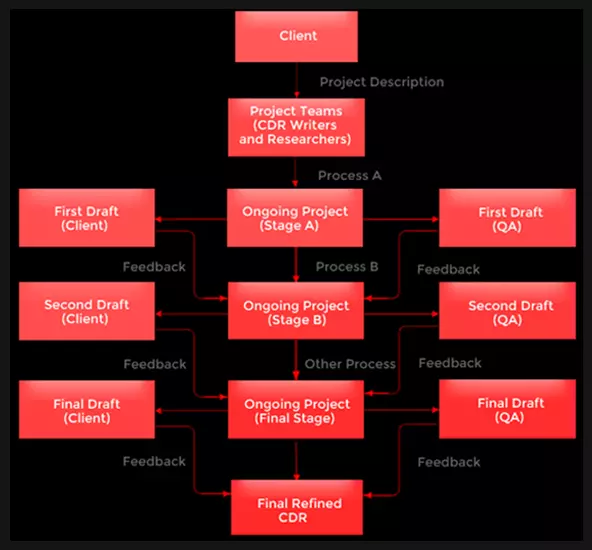 Client
Project Description
Project Teams
(CDR Writers
and Researchers)
Process A
First Draft
(Client)
Ongoing Project
(Stage A)
First Draft
(QA)
Feedback
Process B
Feedback
Second Draft
(Client)
Ongoing Project
(Stage B)
Second Draft
(QA)
Feedback
Other Process
Feedback
Final Draft
(Client)
Ongoing Project
(Final Stage)
Final Draft
(QA)
Feedback
Feedback
Final Refined
CDR